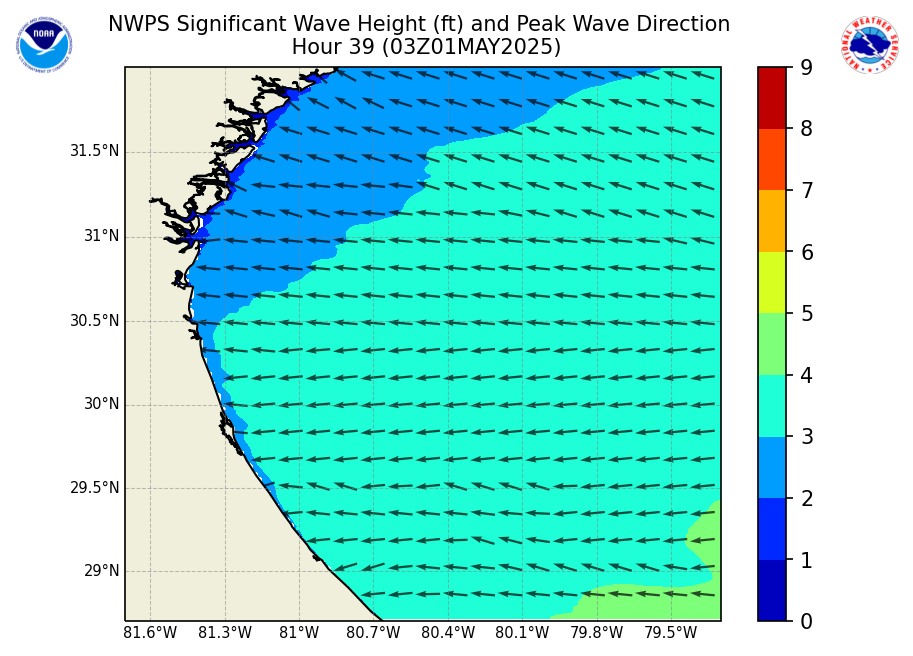 NWPS Significant Wave Height (ft) and Peak Wave Direction
Hour 39 (03Z01MAY2025)
NOAA
NATIONAL WEATHER SERVICE
31.5°N
31°N
30.5°N
30°N
29.5°N
29°N
81.6°W 81.3°W 81°W 80.7°W 80.4°W 80.1°W 79.8°W 79.5°W
9
8
7
6
5
4
3
2
1
0